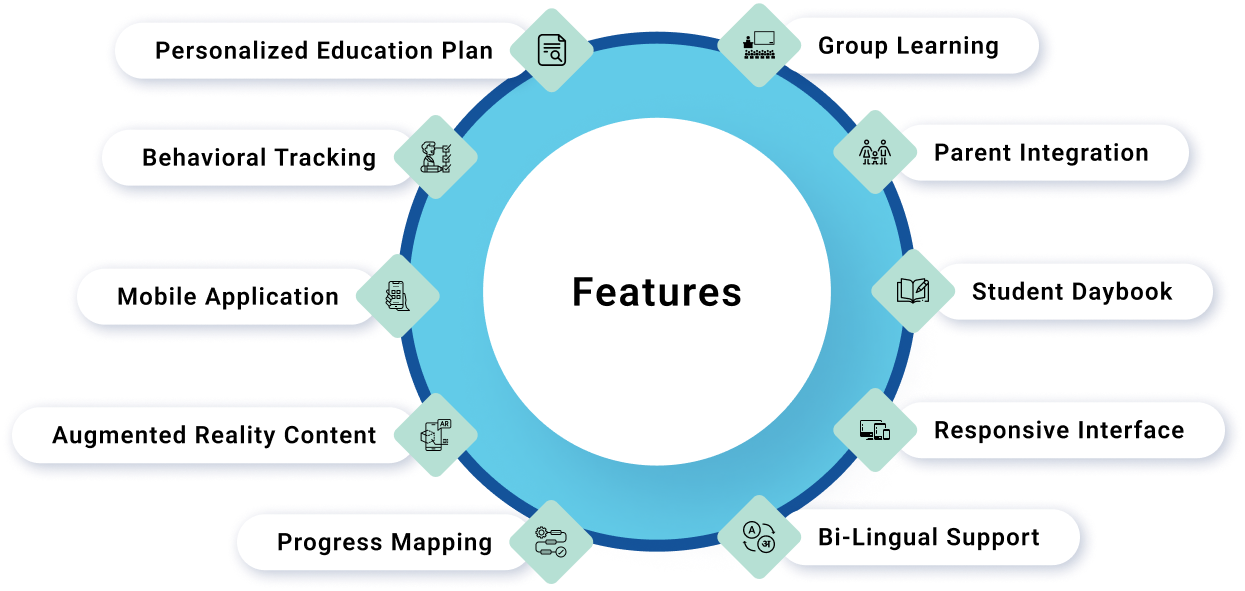 Personalized Education Plan
Group Learning
Behavioral Tracking
Parent Integration
Mobile Application
Features
Student Daybook
Augmented Reality Content
AR
Responsive Interface
Progress Mapping
A
अ
Bi-Lingual Support